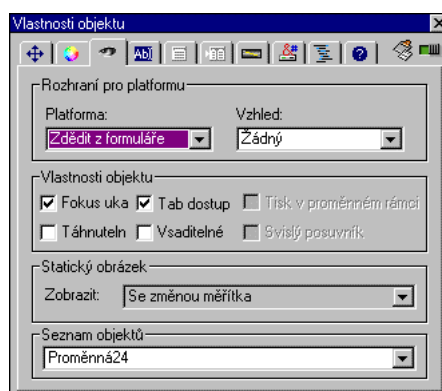 Vlastnosti objektu
Rozhraní pro platformu
Platforma: Vzhled:
Zdědit z formuláře Žádný
Vlastnosti objektu
Fokus uka Tab dostup Tisk v proměnném rámci
Táhnuteln Vsaditelné Svislý posuvník
Statický obrázek
Zobrazit: Se změnou měřítka
Seznam objektů
Proměnná24